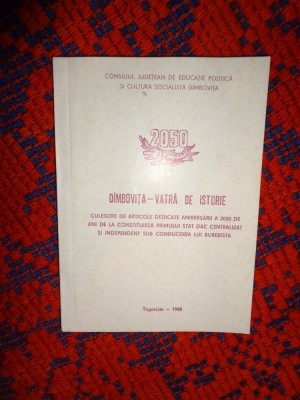 CONSILIUL JUDEȚEAN DE EDUCAȚIE POLITICĂ
ȘI CULTURĂ SOCIALISTĂ DÎMBOVIȚA
2050
DÎMBOVIȚA – VATRĂ DE ISTORIE
CULEGERE DE ARTICOLE DEDICATE ANIVERSĂRII A 2050 DE
ANI DE LA CONSTITUIREA PRIMULUI STAT DAC CENTRALIZAT
ȘI INDEPENDENT SUB CONDUCEREA LUI BUREBISTA
Tîrgoviște – 1980